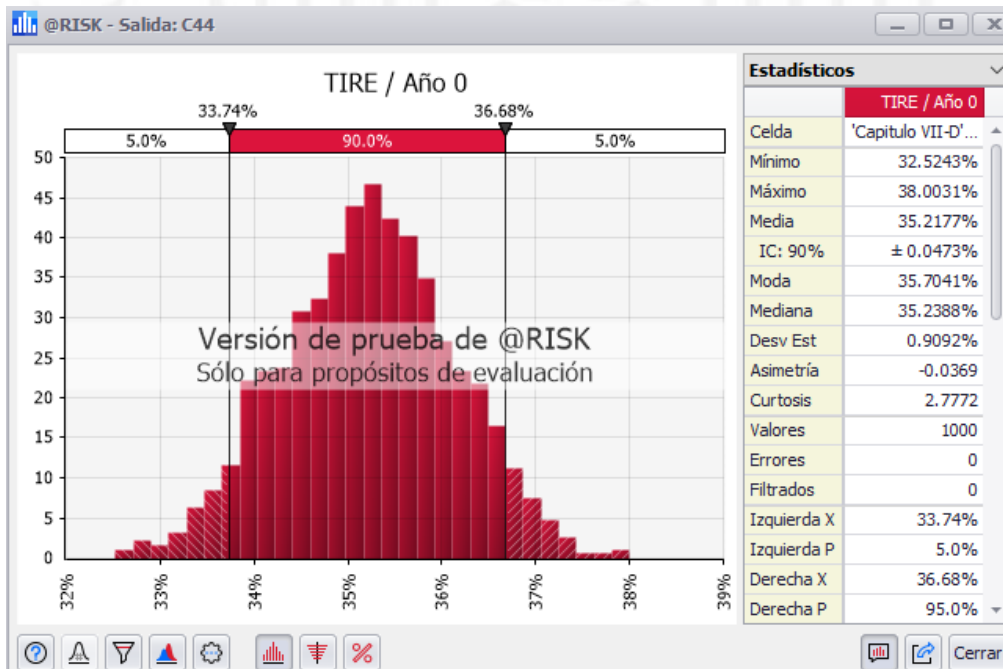 @RISK - Salida: C44
TIRE / Año 0
33.74% 36.68%
5.0% 90.0% 5.0%
50
45
40
35
30
25
20
15
10
5
0
32% 33% 34% 35% 36% 37% 38% 39%
Versión de prueba de @RISK
Sólo para propósitos de evaluación
Estadísticos
TIRE / Año 0
Celda 'Capitulo VII-D'...
Mínimo 32.5243%
Máximo 38.0031%
Media 35.2177%
IC: 90% ± 0.0473%
Moda 35.7041%
Mediana 35.2388%
Desv Est 0.9092%
Asimetría -0.0369
Curtosis 2.7772
Valores 1000
Errores 0
Filtrados 0
Izquierda X 33.74%
Izquierda P 5.0%
Derecha X 36.68%
Derecha P 95.0%
Cerrar